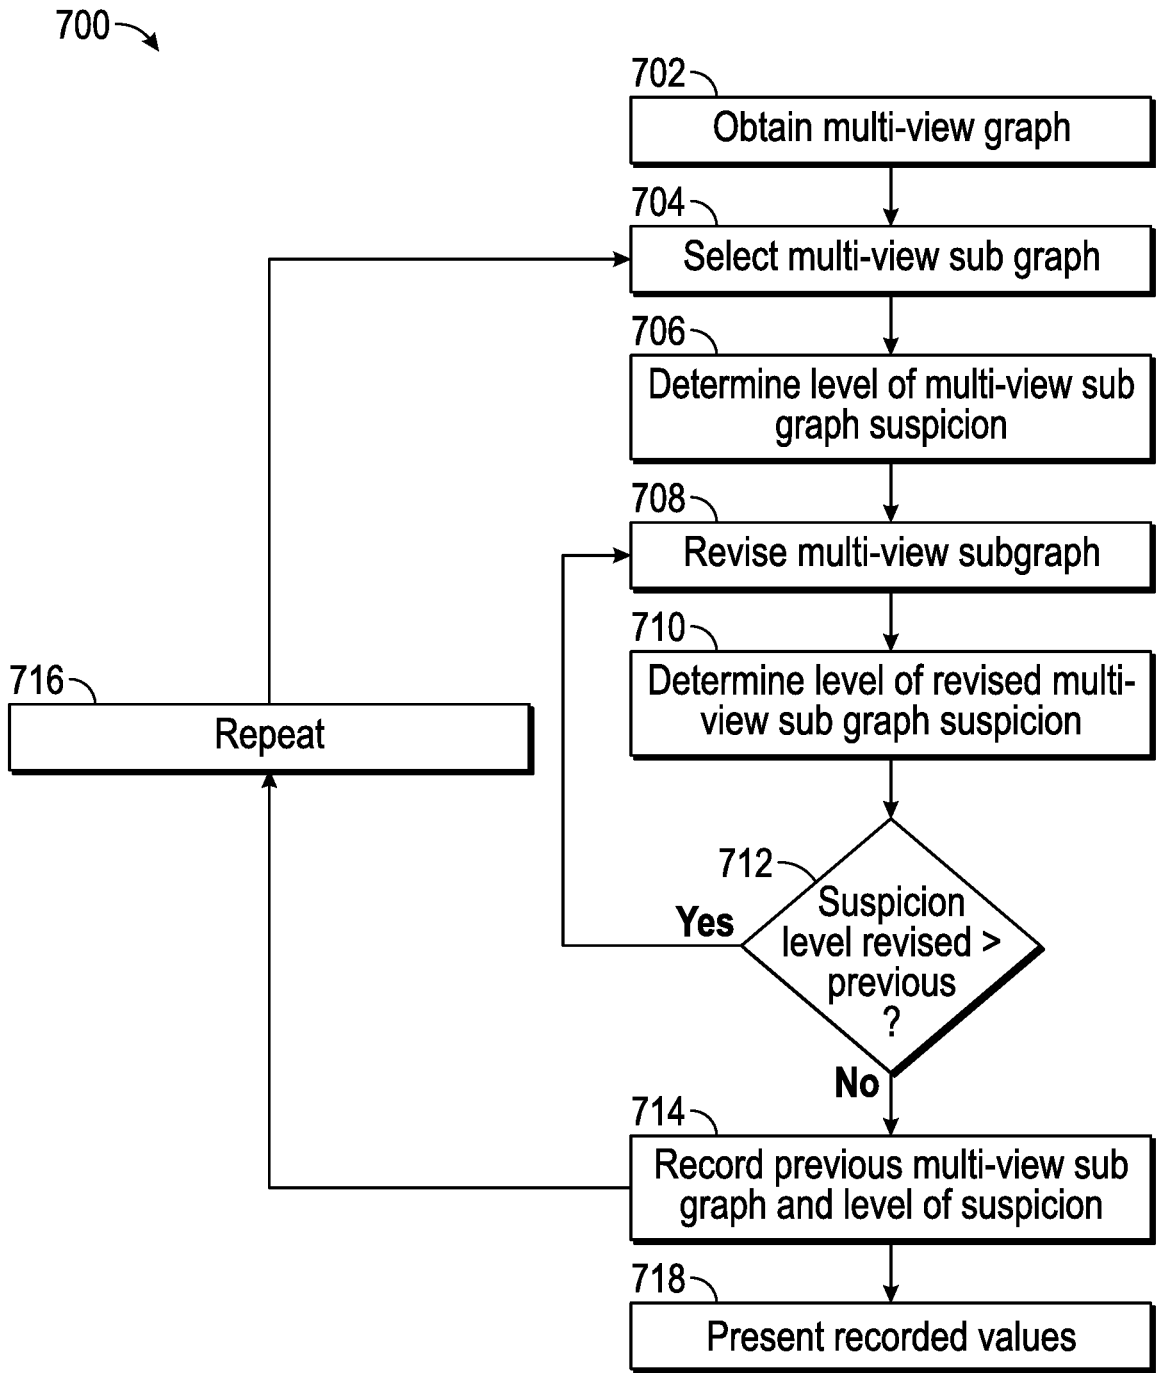 700
702
Obtain multi-view graph
704
Select multi-view sub graph
706
Determine level of multi-view sub
graph suspicion
708
Revise multi-view subgraph
710
Determine level of revised multi-
view sub graph suspicion
716
Repeat
712
Suspicion
level revised >
previous
?
Yes
No
714
Record previous multi-view sub
graph and level of suspicion
718
Present recorded values